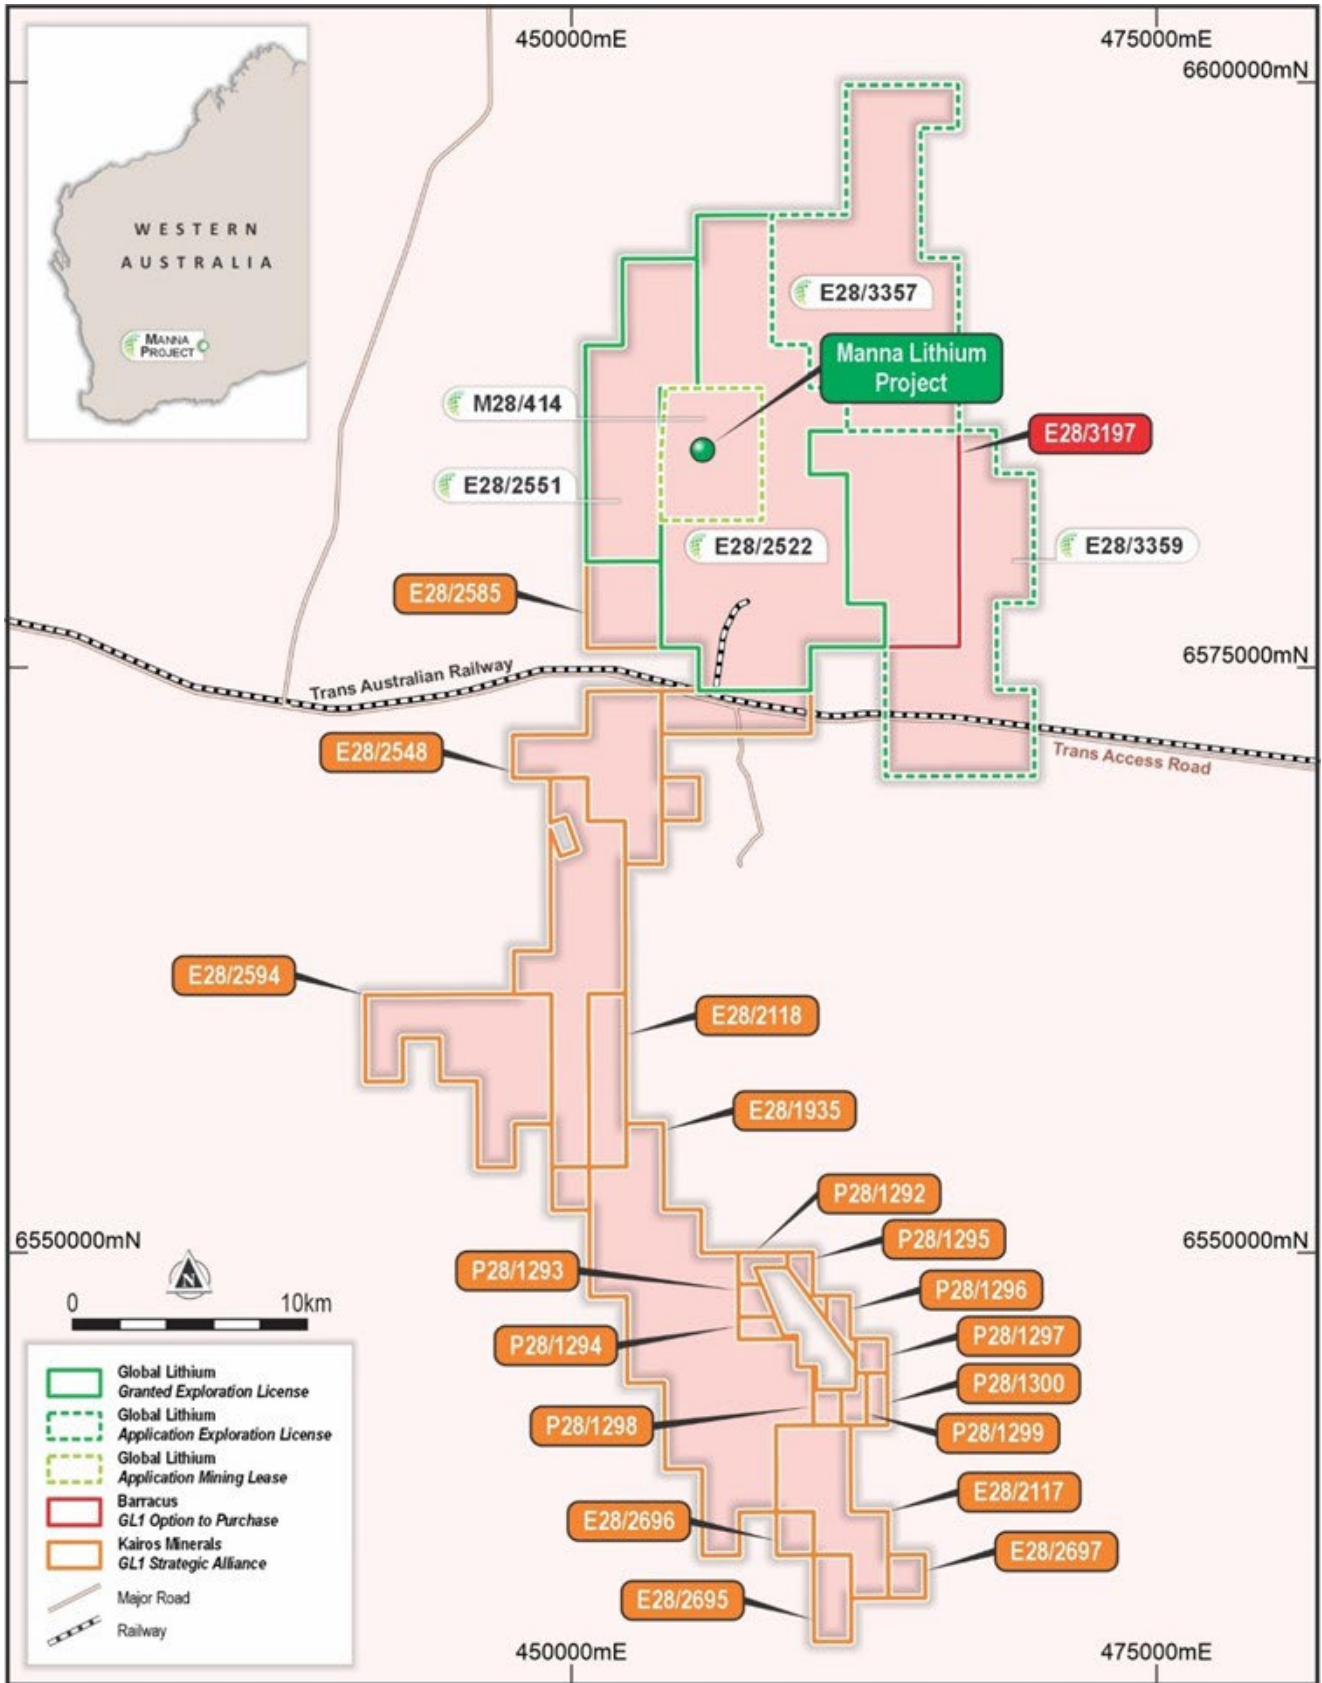 450000mE
475000mE
6600000mN
WESTERN
AUSTRALIA
MANNA
PROJECT
E28/3357
Manna Lithium
Project
M28/414
E28/3197
E28/2551
E28/2522
E28/3359
E28/2585
6575000mN
Trans Australian Railway
E28/2548
Trans Access Road
E28/2594
E28/2118
E28/1935
P28/1292
P28/1295
6550000mN
6550000mN
P28/1293
P28/1296
N
0
10km
P28/1297
P28/1294
P28/1300
P28/1298
P28/1299
E28/2117
E28/2696
E28/2697
E28/2695
Global Lithium
Granted Exploration License
Global Lithium
Application Exploration License
Global Lithium
Application Mining Lease
Barracus
GL1 Option to Purchase
Kairos Minerals
GL1 Strategic Alliance
Major Road
Railway
450000mE
475000mE